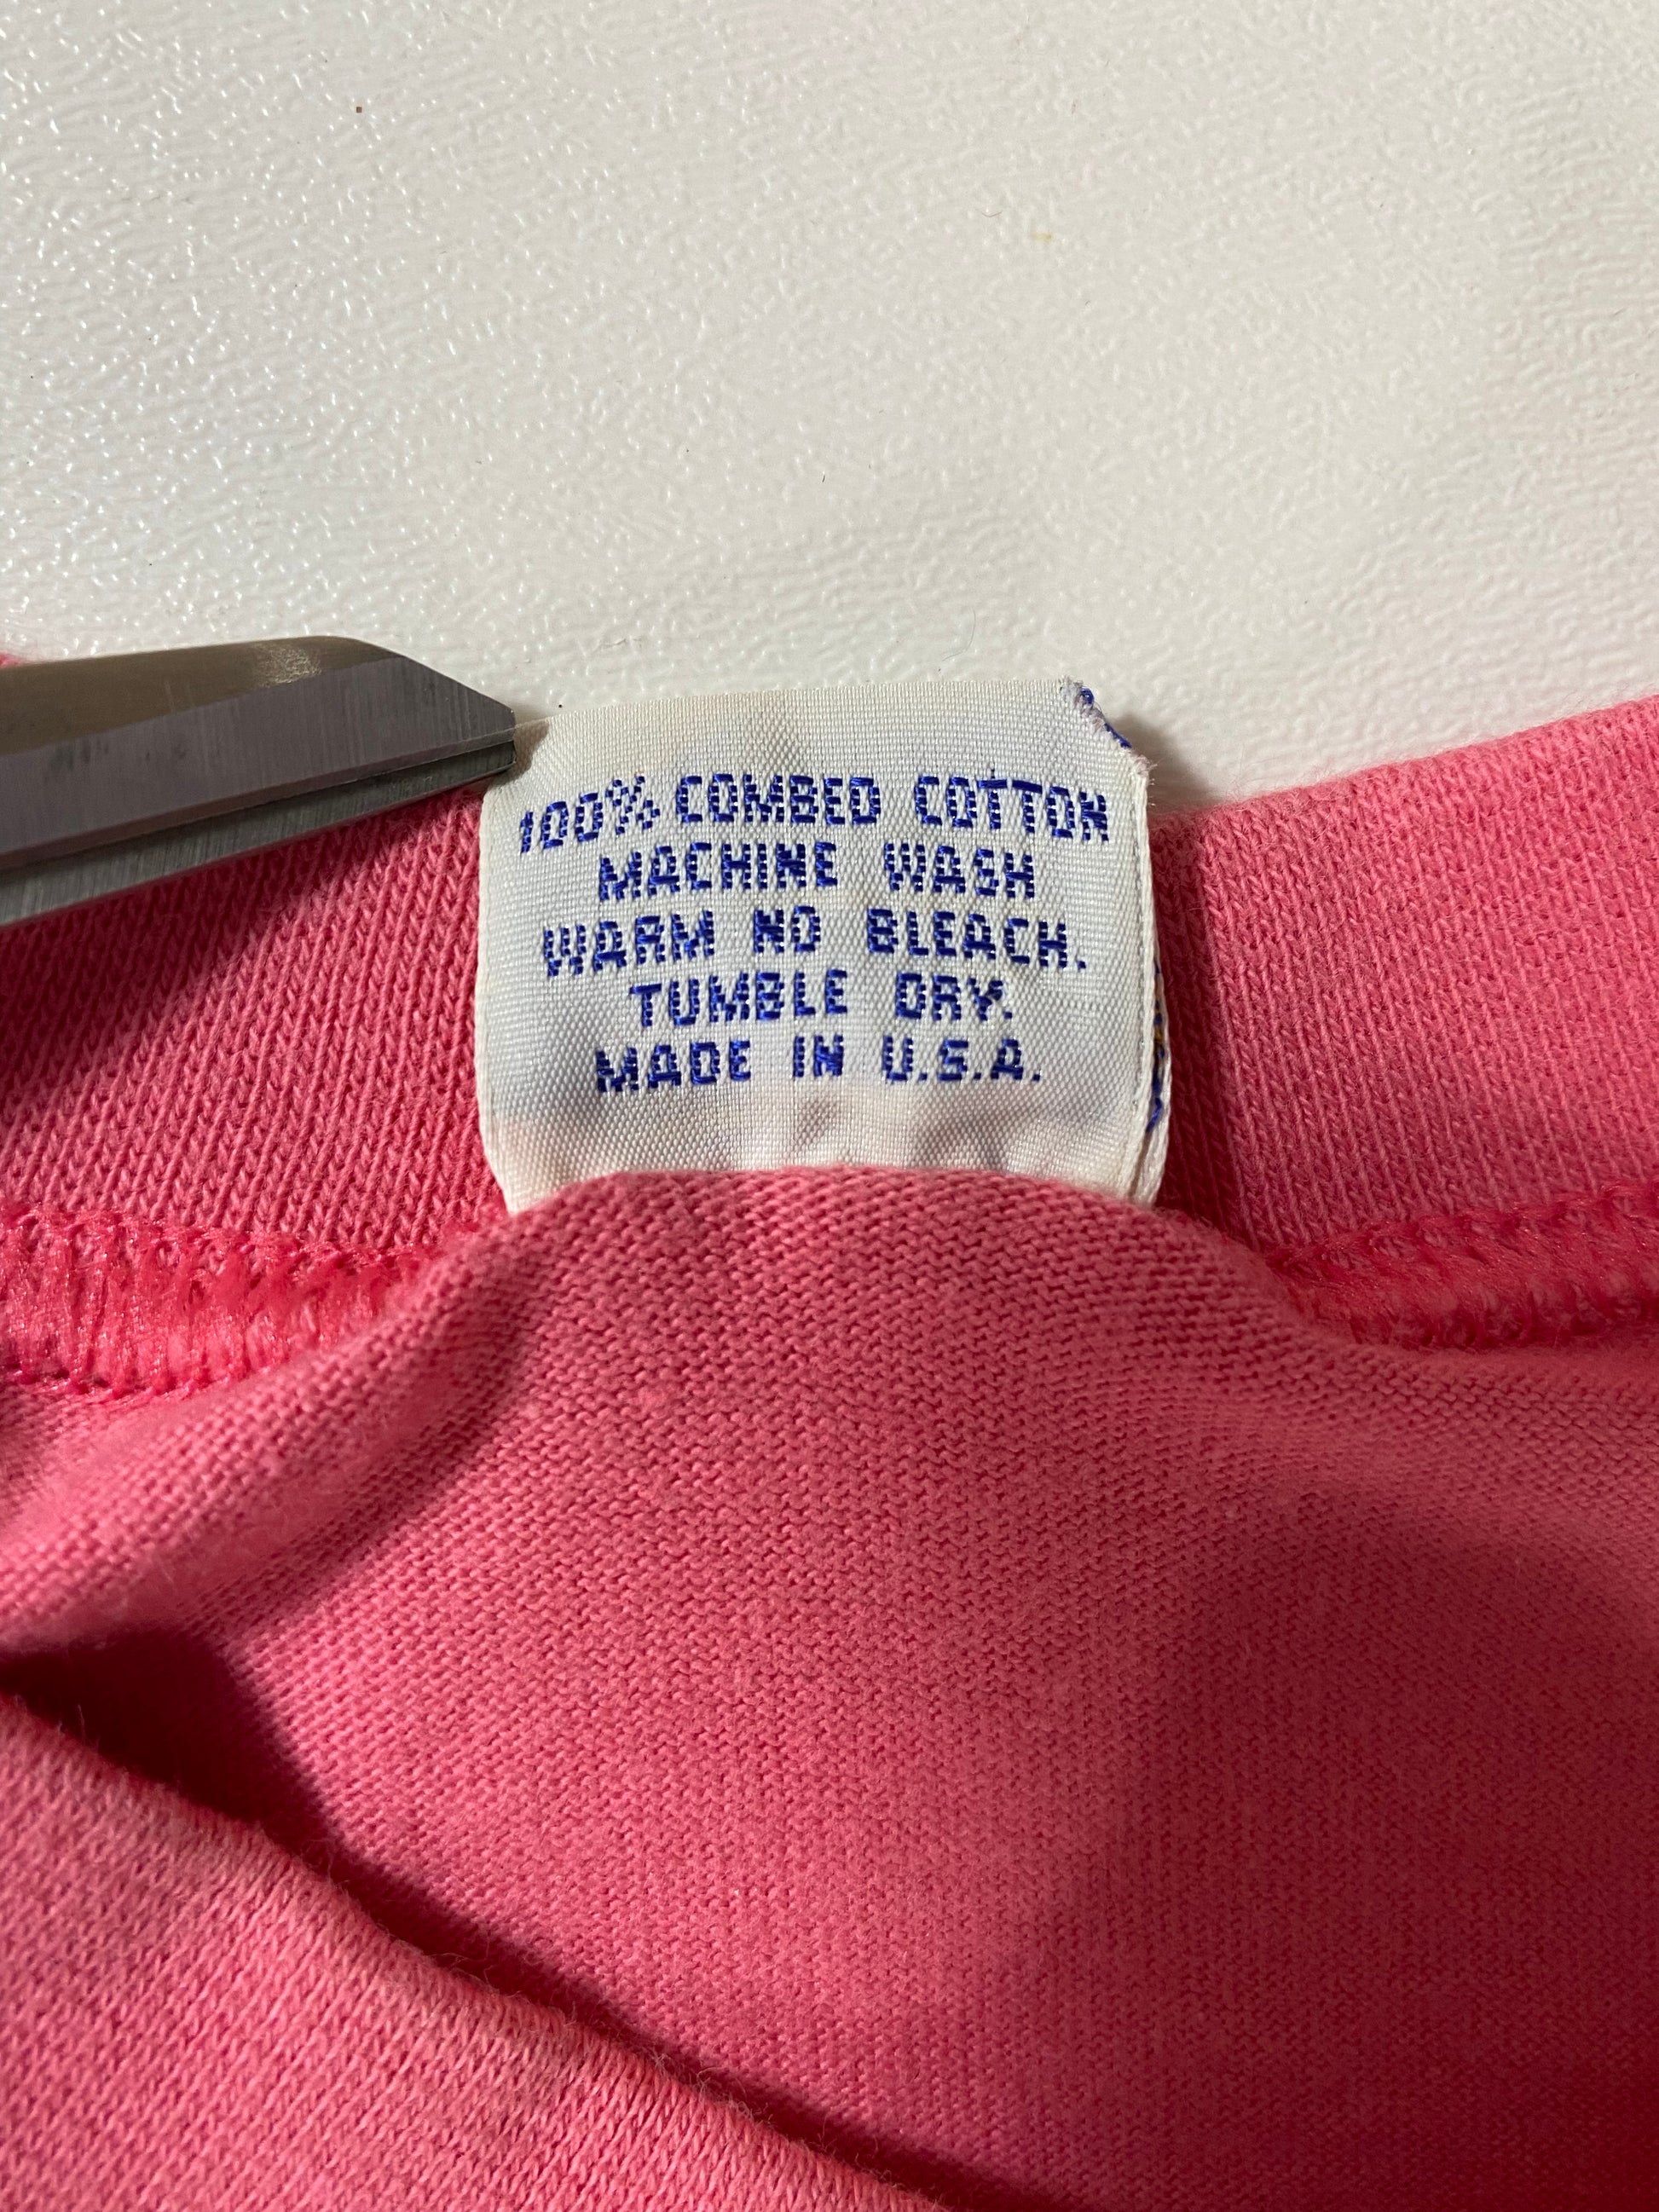 100% COMBED COTTON
MACHINE WASH
WARM NO BLEACH.
TUMBLE DRY.
MADE IN U.S.A.